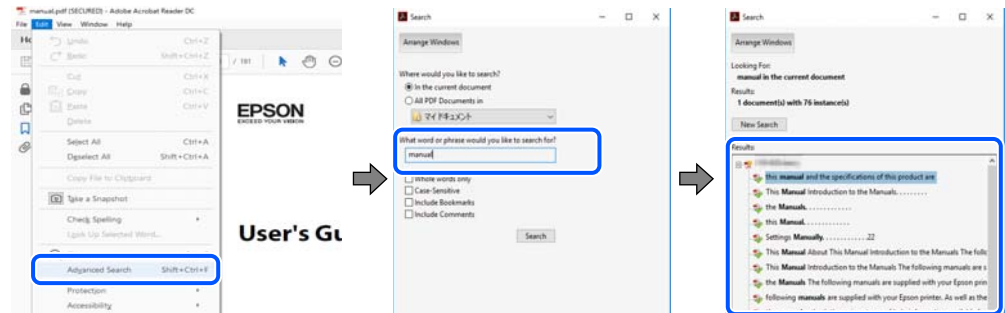 manual.pdf (SECURED) - Adobe Acrobat Reader DC
File Edit View Window Help
Undo Ctrl+Z
Redo Shift+Ctrl+Z
Cut Ctrl+X
Copy Ctrl+C
Paste Ctrl+V
Delete
Select All Ctrl+A
Deselect All Shift+Ctrl+A
Copy File to Clipboard
Take a Snapshot
Check Spelling
Look Up Selected Word...
Advanced Search Shift+Ctrl+F
Protection
Accessibility
/ 181
EPSON
EXCEED YOUR VISION
User's Gu
Search
Arrange Windows
Where would you like to search?
In the current document
All PDF Documents in
マイ ドキュメント
What word or phrase would you like to search for?
manual
Whole words only
Case-Sensitive
Include Bookmarks
Include Comments
Search
Search
Arrange Windows
Looking For:
manual in the current document
Results:
1 document(s) with 76 instance(s)
New Search
Results:
this manual and the specifications of this product are
This Manual Introduction to the Manuals. . . . . . . . .
the Manuals. . . . . . . . . . . . .
this Manual. . . . . . . . . . . . .
Settings Manually. . . . . . . . . . . . .22
This Manual About This Manual Introduction to the Manuals The follo
This Manual Introduction to the Manuals The following manuals are s
the Manuals The following manuals are supplied with your Epson prin
following manuals are supplied with your Epson printer. As well as the